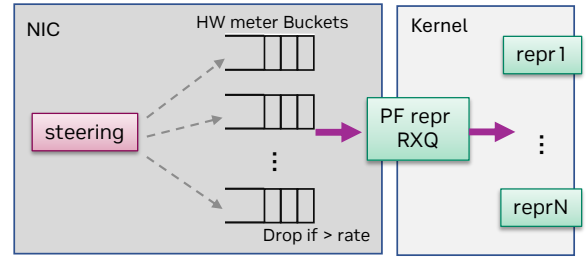 NIC
HW meter Buckets
steering
Drop if > rate
PF repr
RXQ
Kernel
repr1
reprN